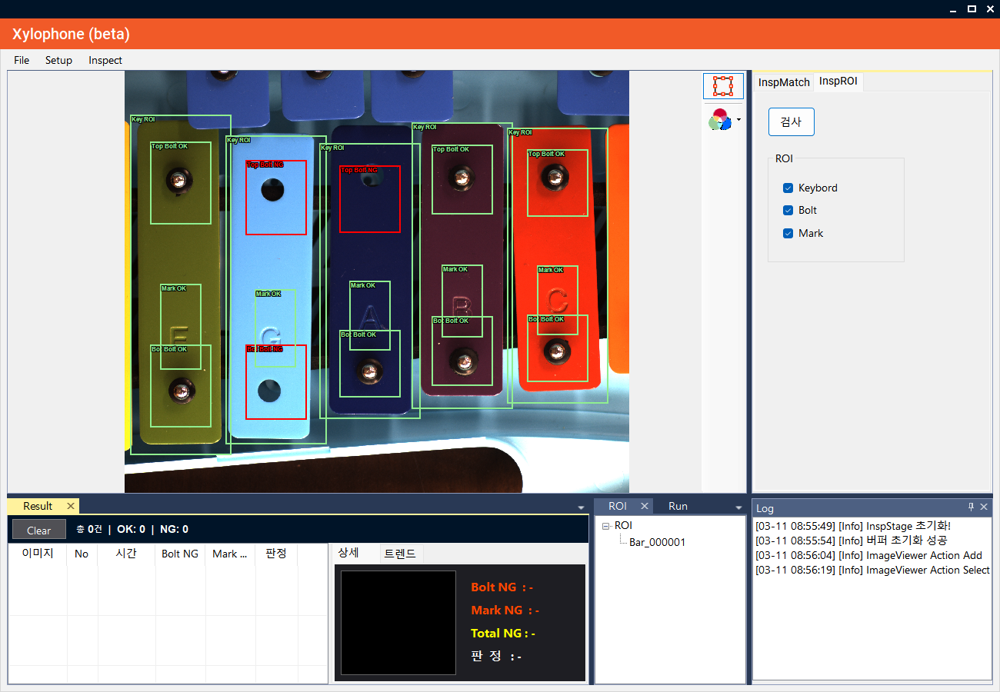 Xylophone (beta)
File Setup Inspect
Key ROI
Top Bolt OK
Mark OK
F
Bot Bolt OK
Key ROI
Top Bolt NG
Mark OK
G
Bot Bolt NG
Key ROI
Top Bolt NG
Mark OK
A
Bot Bolt OK
Key ROI
Top Bolt OK
Mark OK
B
Bot Bolt OK
Key ROI
Top Bolt OK
Mark OK
C
Bot Bolt OK
InspMatch InspROI
검사
ROI
Keybord
Bolt
Mark
Result
Clear 총 0건 | OK: 0 | NG: 0
이미지 No 시간 Bolt NG Mark ... 판정
상세 트렌드
Bolt NG : -
Mark NG : -
Total NG : -
판 정 : -
ROI Run
ROI
Bar_000001
Log
[03-11 08:55:49] [Info] InspStage 초기화!
[03-11 08:55:54] [Info] 버퍼 초기화 성공
[03-11 08:56:04] [Info] ImageViewer Action Add
[03-11 08:56:19] [Info] ImageViewer Action Select